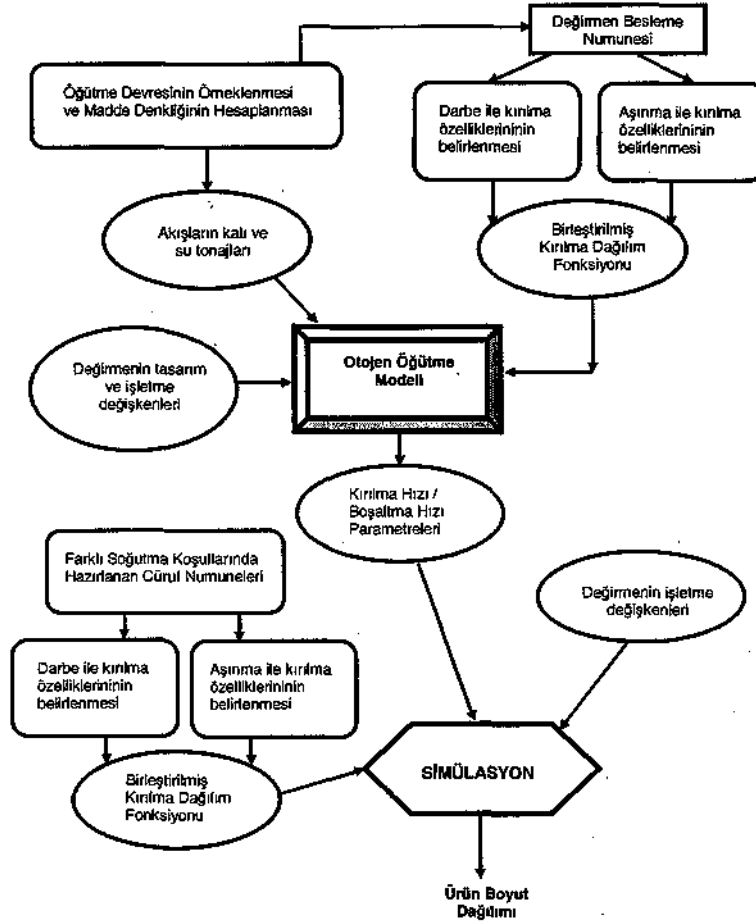 Değirmen Besleme
Numunesi
Öğütme Devresinin Örneklenmesi
ve Madde Denkliğinin Hesaplanması
Darbe ile kırılma
özelliklerininin
belirlenmesi
Aşınma ile kırılma
özelliklerininin
belirlenmesi
Akışların katı ve
su tonajları
Birleştirilmiş
Kırılma Dağılım
Fonksiyonu
Değirmenin tasarım
ve işletme
değişkenleri
Otojen Öğütme
Modeli
Kırılma Hızı /
Boşaltma Hızı
Parametreleri
Farklı Soğutma Koşullarında
Hazırlanan Cüruf Numuneleri
Değirmenin işletme
değişkenleri
Darbe ile kırılma
özelliklerininin
belirlenmesi
Aşınma ile kırılma
özelliklerininin
belirlenmesi
Birleştirilmiş
Kırılma Dağılım
Fonksiyonu
SİMÜLASYON
Ürün Boyut
Dağılımı